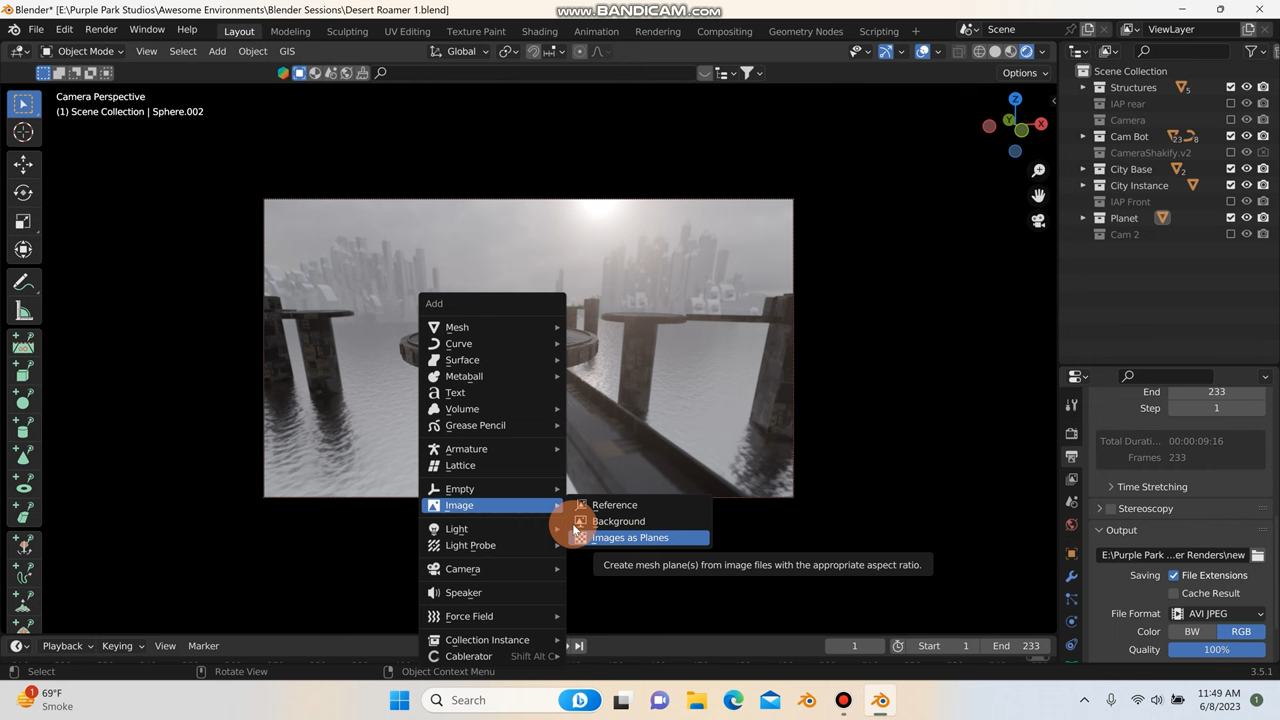 Blender* [E:\Purple Park Studios\Awesome Environments\Blender Sessions\Desert Roamer 1.blend]
www.BANDICAM.com
File Edit Render Window Help
Layout Modeling Sculpting UV Editing Texture Paint Shading Animation Rendering Compositing Geometry Nodes Scripting +
Scene
ViewLayer
Object Mode View Select Add Object GIS
Global
Options
Camera Perspective
(1) Scene Collection | Sphere.002
Z
Y
X
Scene Collection
Structures 5
IAP rear
Camera
Cam Bot 23 8
CameraShakify.v2
City Base 2
City Instance
IAP Front
Planet
Cam 2
Add
Mesh
Curve
Surface
Metaball
Text
Volume
Grease Pencil
Armature
Lattice
Empty
Image
Light
Light Probe
Camera
Speaker
Force Field
Collection Instance
Cablerator Shift Alt C
Reference
Background
Images as Planes
Create mesh plane(s) from image files with the appropriate aspect ratio.
End 233
Step 1
Total Durati... 00:00:09:16
Frames 233
Time Stretching
Stereoscopy
Output
E:\Purple Park ...er Renders\new
Saving File Extensions
Cache Result
File Format AVI JPEG
Color BW RGB
Quality 100%
Playback Keying View Marker
1 Start 1 End 233
Select Rotate View Object Context Menu 3.5.1
1
69°F
Smoke
Search
11:49 AM
6/8/2023
1